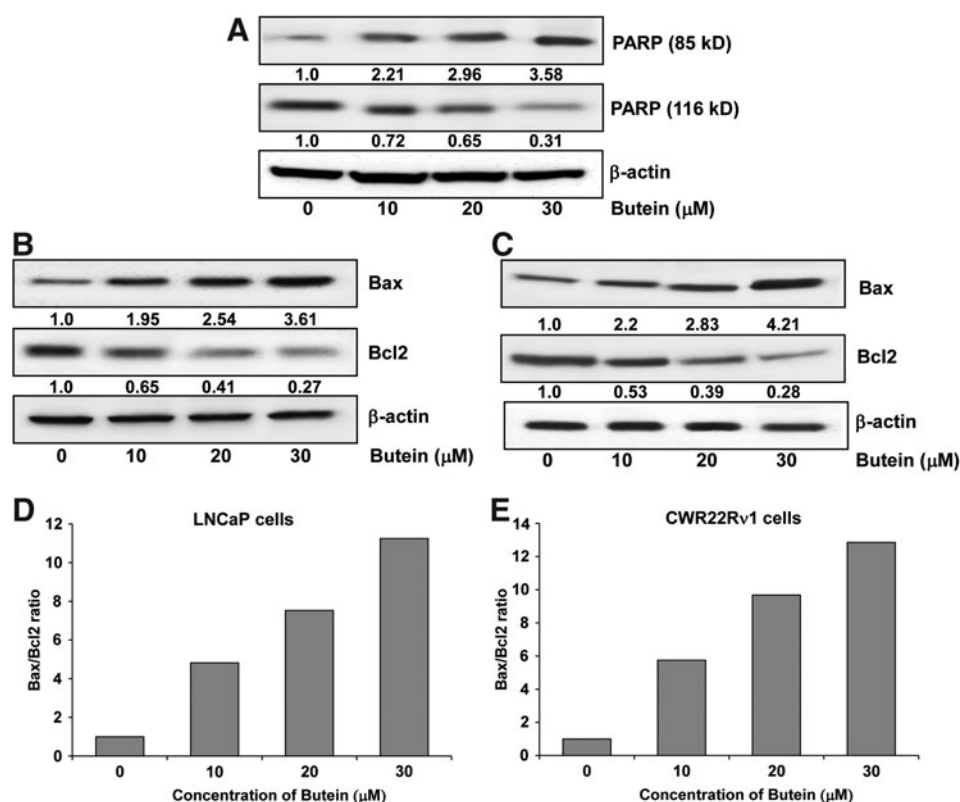 A
PARP (85 kD)
1.0 2.21 2.96 3.58
PARP (116 kD)
1.0 0.72 0.65 0.31
β-actin
0 10 20 30 Butein (μM)
B
Bax
1.0 1.95 2.54 3.61
Bcl2
1.0 0.65 0.41 0.27
β-actin
0 10 20 30 Butein (μM)
C
Bax
1.0 2.2 2.83 4.21
Bcl2
1.0 0.53 0.39 0.28
β-actin
0 10 20 30 Butein (μM)
D
LNCaP cells
Bax/Bcl2 ratio
12
10
8
6
4
2
0
0 10 20 30
Concentration of Butein (μM)
E
CWR22Rν1 cells
Bax/Bcl2 ratio
14
12
10
8
6
4
2
0
0 10 20 30
Concentration of Butein (μM)